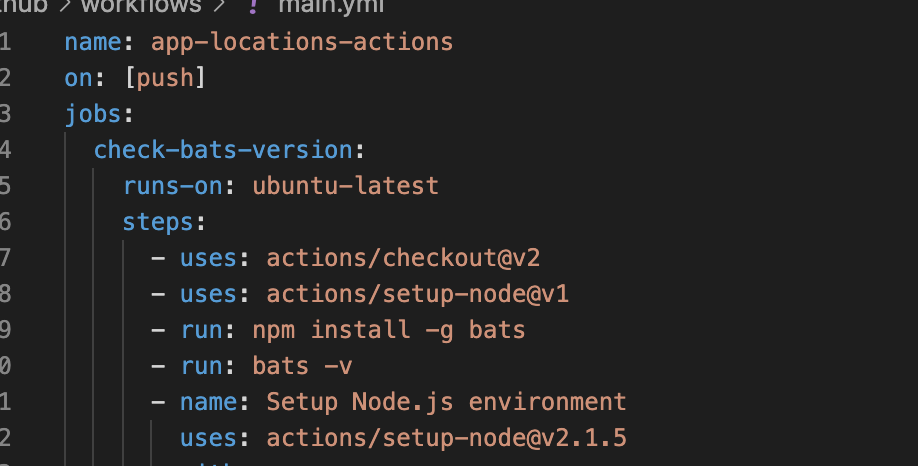 workflows > ! main.yml
1 name: app-locations-actions
2 on: [push]
3 jobs:
4 check-bats-version:
5 runs-on: ubuntu-latest
6 steps:
7 - uses: actions/checkout@v2
8 - uses: actions/setup-node@v1
9 - run: npm install -g bats
0 - run: bats -v
1 - name: Setup Node.js environment
2 uses: actions/setup-node@v2.1.5